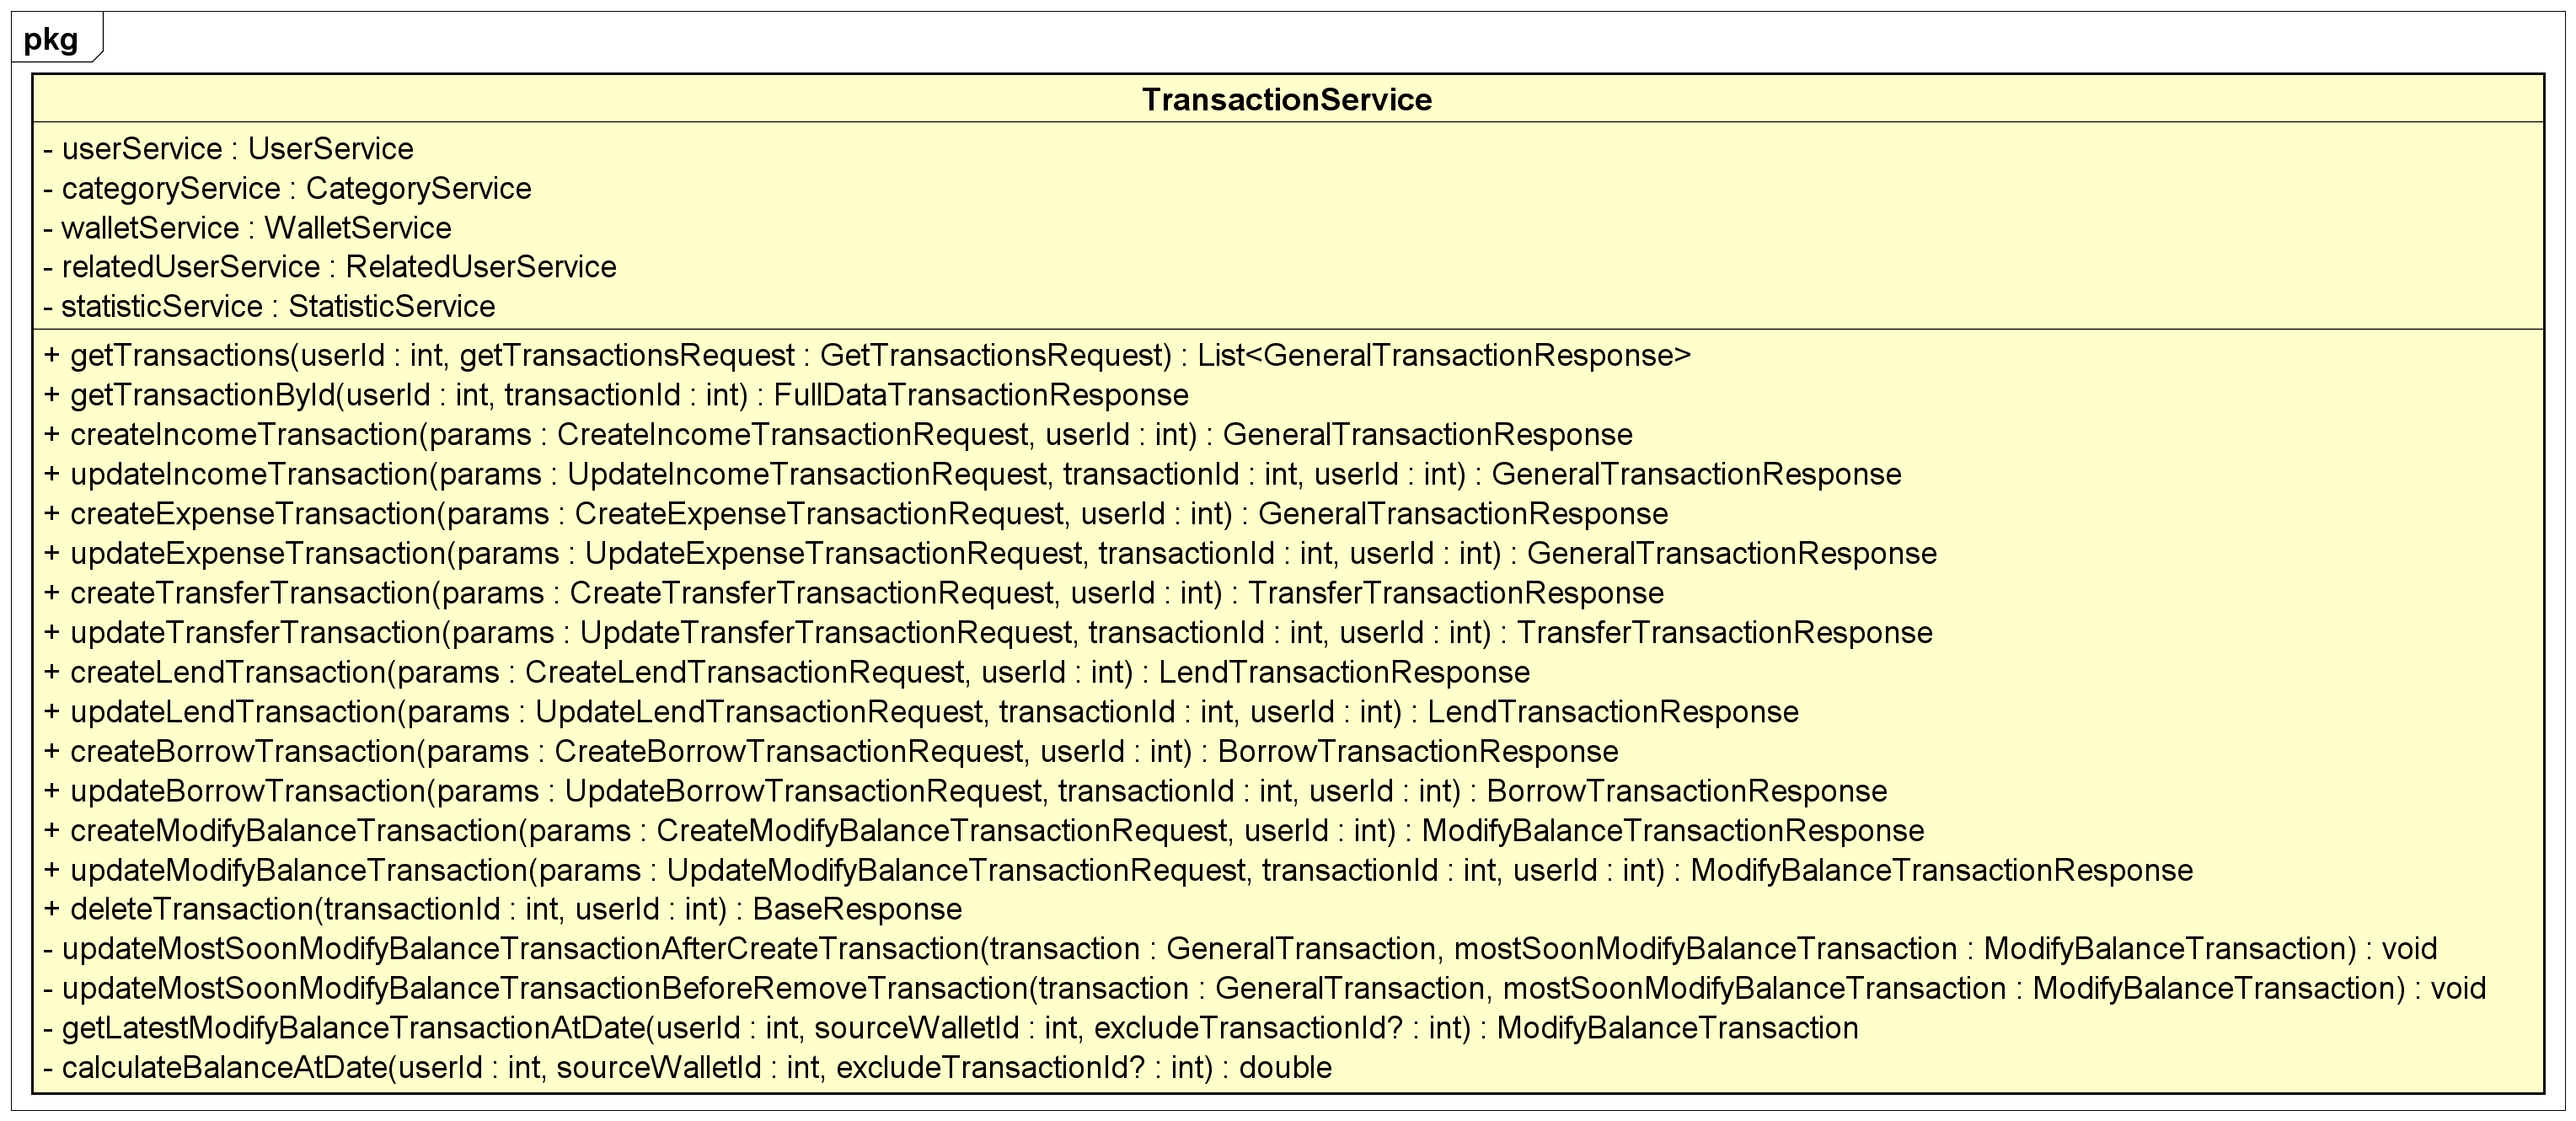 pkg
TransactionService
- userService : UserService
- categoryService : CategoryService
- walletService : WalletService
- relatedUserService : RelatedUserService
- statisticService : StatisticService
+ getTransactions(userId : int, getTransactionsRequest : GetTransactionsRequest) : List<GeneralTransactionResponse>
+ getTransactionById(userId : int, transactionId : int) : FullDataTransactionResponse
+ createIncomeTransaction(params : CreateIncomeTransactionRequest, userId : int) : GeneralTransactionResponse
+ updateIncomeTransaction(params : UpdateIncomeTransactionRequest, transactionId : int, userId : int) : GeneralTransactionResponse
+ createExpenseTransaction(params : CreateExpenseTransactionRequest, userId : int) : GeneralTransactionResponse
+ updateExpenseTransaction(params : UpdateExpenseTransactionRequest, transactionId : int, userId : int) : GeneralTransactionResponse
+ createTransferTransaction(params : CreateTransferTransactionRequest, userId : int) : TransferTransactionResponse
+ updateTransferTransaction(params : UpdateTransferTransactionRequest, transactionId : int, userId : int) : TransferTransactionResponse
+ createLendTransaction(params : CreateLendTransactionRequest, userId : int) : LendTransactionResponse
+ updateLendTransaction(params : UpdateLendTransactionRequest, transactionId : int, userId : int) : LendTransactionResponse
+ createBorrowTransaction(params : CreateBorrowTransactionRequest, userId : int) : BorrowTransactionResponse
+ updateBorrowTransaction(params : UpdateBorrowTransactionRequest, transactionId : int, userId : int) : BorrowTransactionResponse
+ createModifyBalanceTransaction(params : CreateModifyBalanceTransactionRequest, userId : int) : ModifyBalanceTransactionResponse
+ updateModifyBalanceTransaction(params : UpdateModifyBalanceTransactionRequest, transactionId : int, userId : int) : ModifyBalanceTransactionResponse
+ deleteTransaction(transactionId : int, userId : int) : BaseResponse
- updateMostSoonModifyBalanceTransactionAfterCreateTransaction(transaction : GeneralTransaction, mostSoonModifyBalanceTransaction : ModifyBalanceTransaction) : void
- updateMostSoonModifyBalanceTransactionBeforeRemoveTransaction(transaction : GeneralTransaction, mostSoonModifyBalanceTransaction : ModifyBalanceTransaction) : void
- getLatestModifyBalanceTransactionAtDate(userId : int, sourceWalletId : int, excludeTransactionId? : int) : ModifyBalanceTransaction
- calculateBalanceAtDate(userId : int, sourceWalletId : int, excludeTransactionId? : int) : double